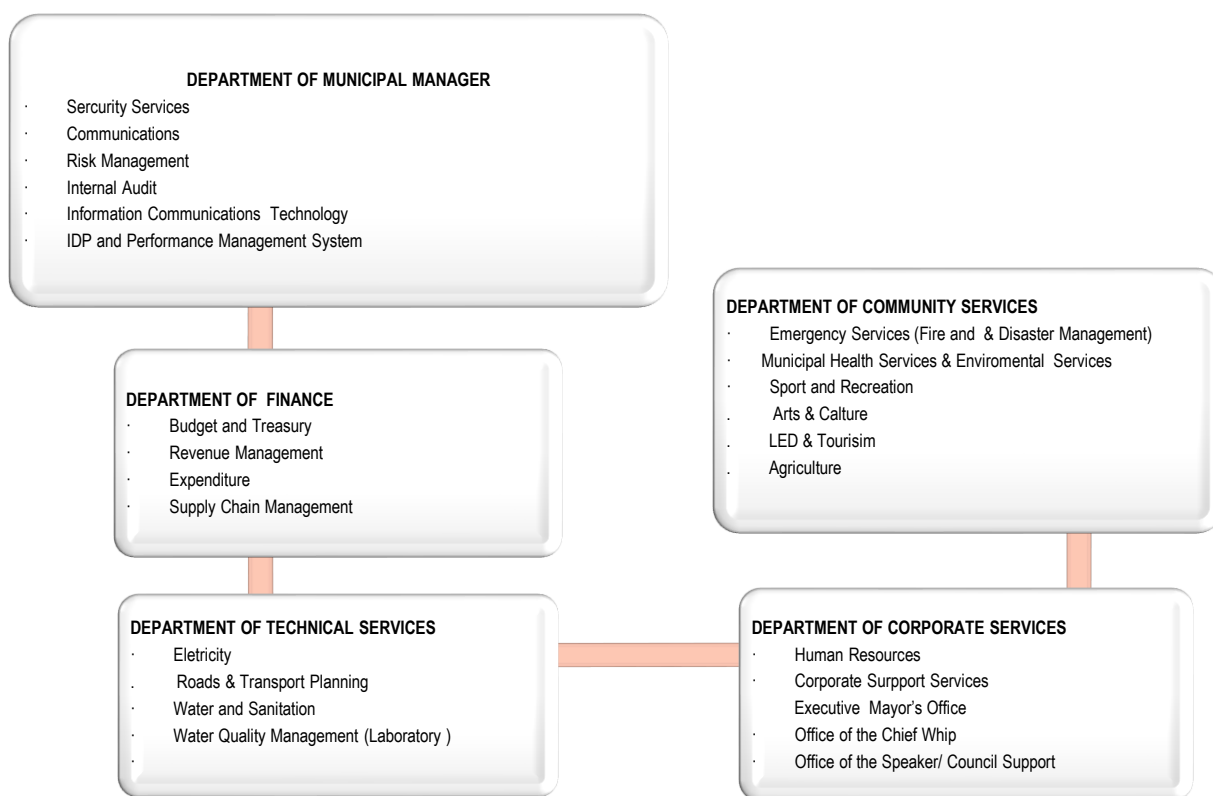 DEPARTMENT OF MUNICIPAL MANAGER
· Sercurity Services
· Communications
· Risk Management
· Internal Audit
· Information Communications Technology
· IDP and Performance Management System
DEPARTMENT OF FINANCE
· Budget and Treasury
· Revenue Management
· Expenditure
· Supply Chain Management
DEPARTMENT OF TECHNICAL SERVICES
· Eletricity
. Roads & Transport Planning
· Water and Sanitation
· Water Quality Management (Laboratory )
·
DEPARTMENT OF COMMUNITY SERVICES
· Emergency Services (Fire and & Disaster Management)
· Municipal Health Services & Enviromental Services
· Sport and Recreation
. Arts & Calture
. LED & Tourisim
. Agriculture
DEPARTMENT OF CORPORATE SERVICES
· Human Resources
· Corporate Surpport Services
Executive Mayor’s Office
· Office of the Chief Whip
· Office of the Speaker/ Council Support